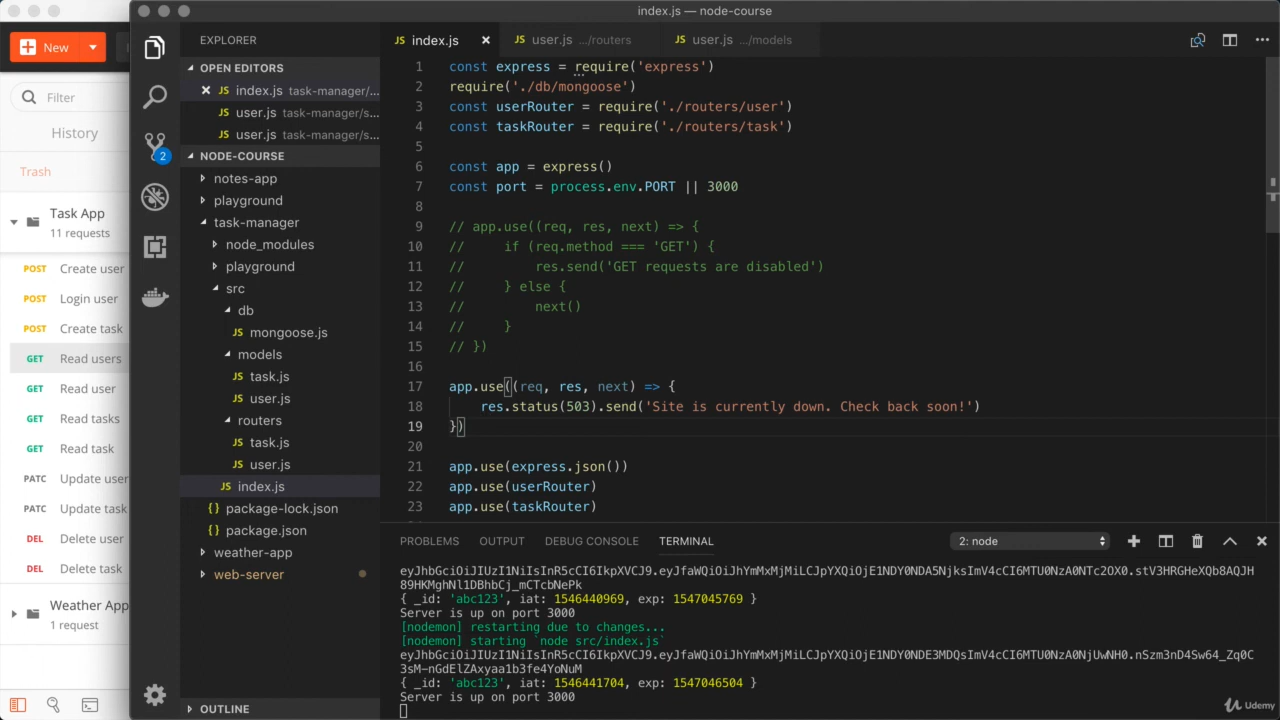 index.js — node-course
New
Filter
History
Trash
Task App
11 requests
POST Create user
POST Login user
POST Create task
GET Read users
GET Read user
GET Read tasks
GET Read task
PATC Update user
PATC Update task
DEL Delete user
DEL Delete task
Weather App
1 request
2
EXPLORER
OPEN EDITORS
JS index.js task-manager/...
JS user.js task-manager/s...
JS user.js task-manager/s...
NODE-COURSE
notes-app
playground
task-manager
node_modules
playground
src
db
JS mongoose.js
models
JS task.js
JS user.js
routers
JS task.js
JS user.js
JS index.js
{} package-lock.json
{} package.json
weather-app
web-server
OUTLINE
JS index.js
JS user.js .../routers
JS user.js .../models
1 const express = require('express')
2 require('./db/mongoose')
3 const userRouter = require('./routers/user')
4 const taskRouter = require('./routers/task')
5
6 const app = express()
7 const port = process.env.PORT || 3000
8
9 // app.use((req, res, next) => {
10 //     if (req.method === 'GET') {
11 //         res.send('GET requests are disabled')
12 //     } else {
13 //         next()
14 //     }
15 // })
16
17 app.use((req, res, next) => {
18     res.status(503).send('Site is currently down. Check back soon!')
19 })
20
21 app.use(express.json())
22 app.use(userRouter)
23 app.use(taskRouter)
PROBLEMS OUTPUT DEBUG CONSOLE TERMINAL
2: node
{ _id: 'abc123', iat: 1546440969, exp: 1547045769 }
Server is up on port 3000
[nodemon] restarting due to changes...
[nodemon] starting `node src/index.js`
3sM-nGdElZAxyaa1b3fe4YoNuM
{ _id: 'abc123', iat: 1546441704, exp: 1547046504 }
Server is up on port 3000
Udemy